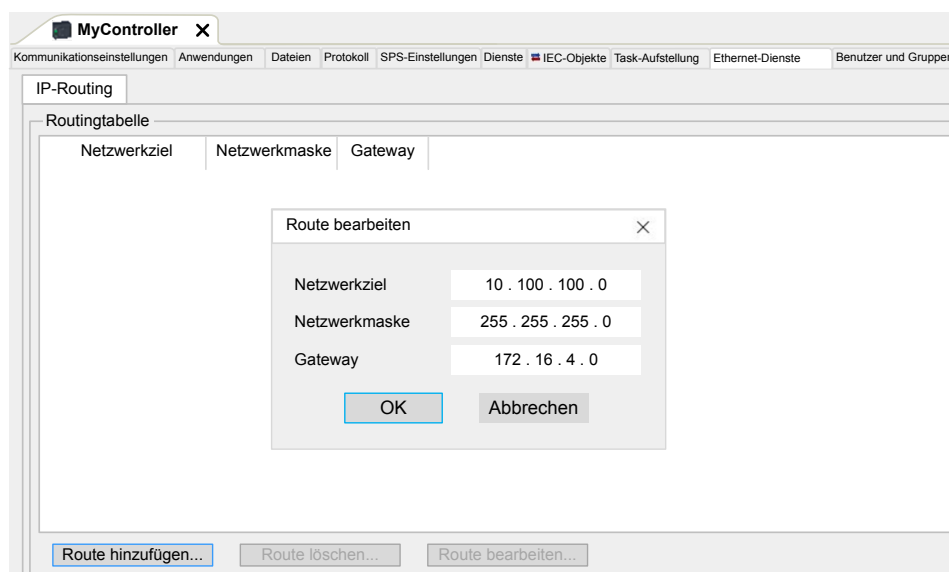 MyController X
Kommunikationseinstellungen Anwendungen Dateien Protokoll SPS-Einstellungen Dienste IEC-Objekte Task-Aufstellung Ethernet-Dienste Benutzer und Gruppen
IP-Routing
Routingtabelle
Netzwerkziel Netzwerkmaske Gateway
Route bearbeiten
Netzwerkziel 10 . 100 . 100 . 0
Netzwerkmaske 255 . 255 . 255 . 0
Gateway 172 . 16 . 4 . 0
OK Abbrechen
Route hinzufügen... Route löschen... Route bearbeiten...